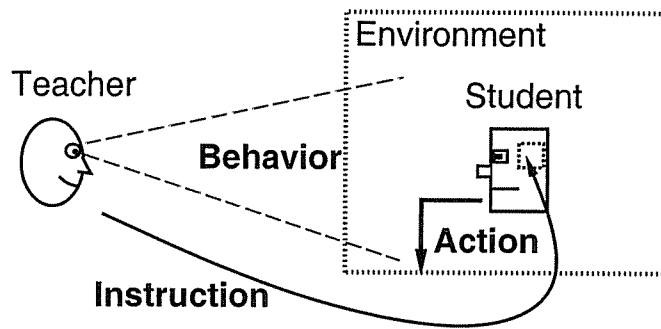 Environment
Teacher
Student
Behavior
Action
Instruction